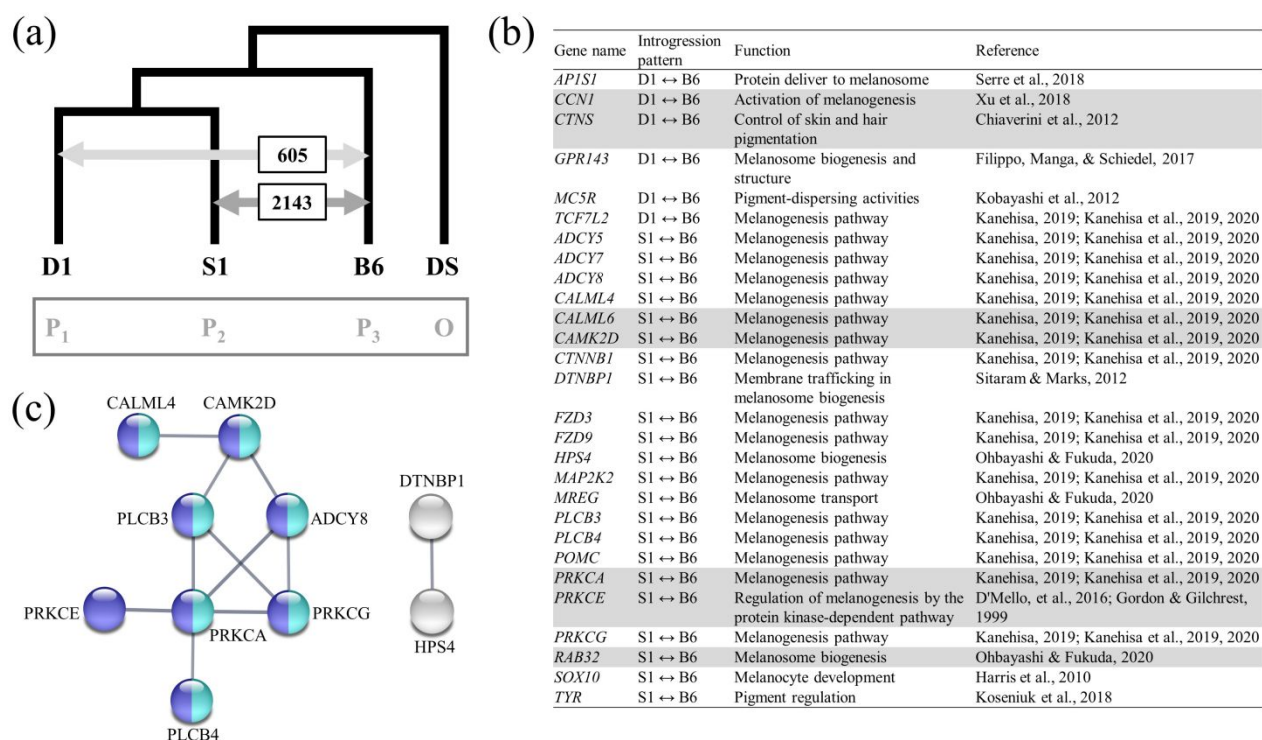 (a)
605
2143
D1 S1 B6 DS
P1 P2 P3 O
(b)
Gene name Introgression pattern Function Reference
AP1S1 D1 ↔ B6 Protein deliver to melanosome Serre et al., 2018
CCN1 D1 ↔ B6 Activation of melanogenesis Xu et al., 2018
CTNS D1 ↔ B6 Control of skin and hair pigmentation Chiaverini et al., 2012
GPR143 D1 ↔ B6 Melanosome biogenesis and structure Filippo, Manga, & Schiedel, 2017
MC5R D1 ↔ B6 Pigment-dispersing activities Kobayashi et al., 2012
TCF7L2 D1 ↔ B6 Melanogenesis pathway Kanehisa, 2019; Kanehisa et al., 2019, 2020
ADCY5 S1 ↔ B6 Melanogenesis pathway Kanehisa, 2019; Kanehisa et al., 2019, 2020
ADCY7 S1 ↔ B6 Melanogenesis pathway Kanehisa, 2019; Kanehisa et al., 2019, 2020
ADCY8 S1 ↔ B6 Melanogenesis pathway Kanehisa, 2019; Kanehisa et al., 2019, 2020
CALML4 S1 ↔ B6 Melanogenesis pathway Kanehisa, 2019; Kanehisa et al., 2019, 2020
CALML6 S1 ↔ B6 Melanogenesis pathway Kanehisa, 2019; Kanehisa et al., 2019, 2020
CAMK2D S1 ↔ B6 Melanogenesis pathway Kanehisa, 2019; Kanehisa et al., 2019, 2020
CTNNB1 S1 ↔ B6 Melanogenesis pathway Kanehisa, 2019; Kanehisa et al., 2019, 2020
DTNBP1 S1 ↔ B6 Membrane trafficking in melanosome biogenesis Sitaram & Marks, 2012
FZD3 S1 ↔ B6 Melanogenesis pathway Kanehisa, 2019; Kanehisa et al., 2019, 2020
FZD9 S1 ↔ B6 Melanogenesis pathway Kanehisa, 2019; Kanehisa et al., 2019, 2020
HPS4 S1 ↔ B6 Melanosome biogenesis Ohbayashi & Fukuda, 2020
MAP2K2 S1 ↔ B6 Melanogenesis pathway Kanehisa, 2019; Kanehisa et al., 2019, 2020
MREG S1 ↔ B6 Melanosome transport Ohbayashi & Fukuda, 2020
PLCB3 S1 ↔ B6 Melanogenesis pathway Kanehisa, 2019; Kanehisa et al., 2019, 2020
PLCB4 S1 ↔ B6 Melanogenesis pathway Kanehisa, 2019; Kanehisa et al., 2019, 2020
POMC S1 ↔ B6 Melanogenesis pathway Kanehisa, 2019; Kanehisa et al., 2019, 2020
PRKCA S1 ↔ B6 Melanogenesis pathway Kanehisa, 2019; Kanehisa et al., 2019, 2020
PRKCE S1 ↔ B6 Regulation of melanogenesis by the protein kinase-dependent pathway D'Mello, et al., 2016; Gordon & Gilchrest, 1999
PRKCG S1 ↔ B6 Melanogenesis pathway Kanehisa, 2019; Kanehisa et al., 2019, 2020
RAB32 S1 ↔ B6 Melanosome biogenesis Ohbayashi & Fukuda, 2020
SOX10 S1 ↔ B6 Melanocyte development Harris et al., 2010
TYR S1 ↔ B6 Pigment regulation Koseniuk et al., 2018
(c)
CALML4 CAMK2D
DTNBP1
PLCB3 ADCY8
PRKCE PRKCA PRKCG
HPS4
PLCB4